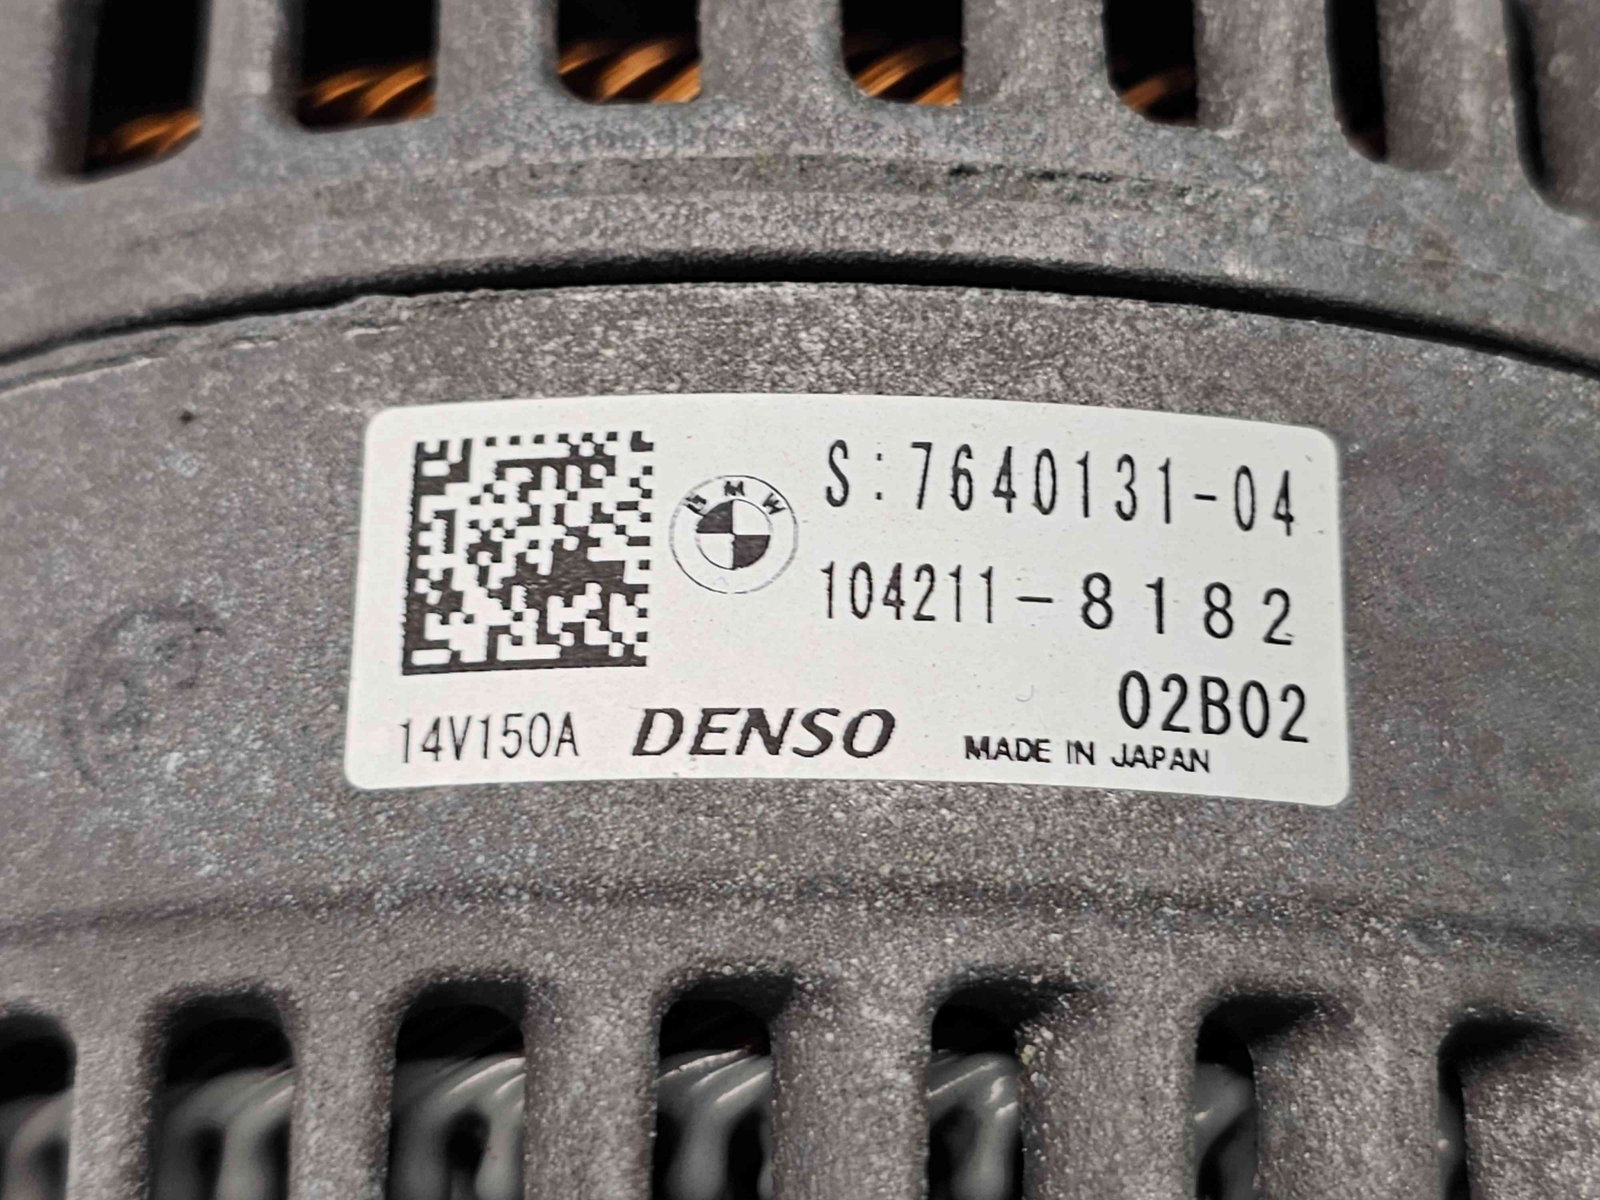 BMW
S:7640131-04
104211-8182
02B02
14V150A DENSO MADE IN JAPAN